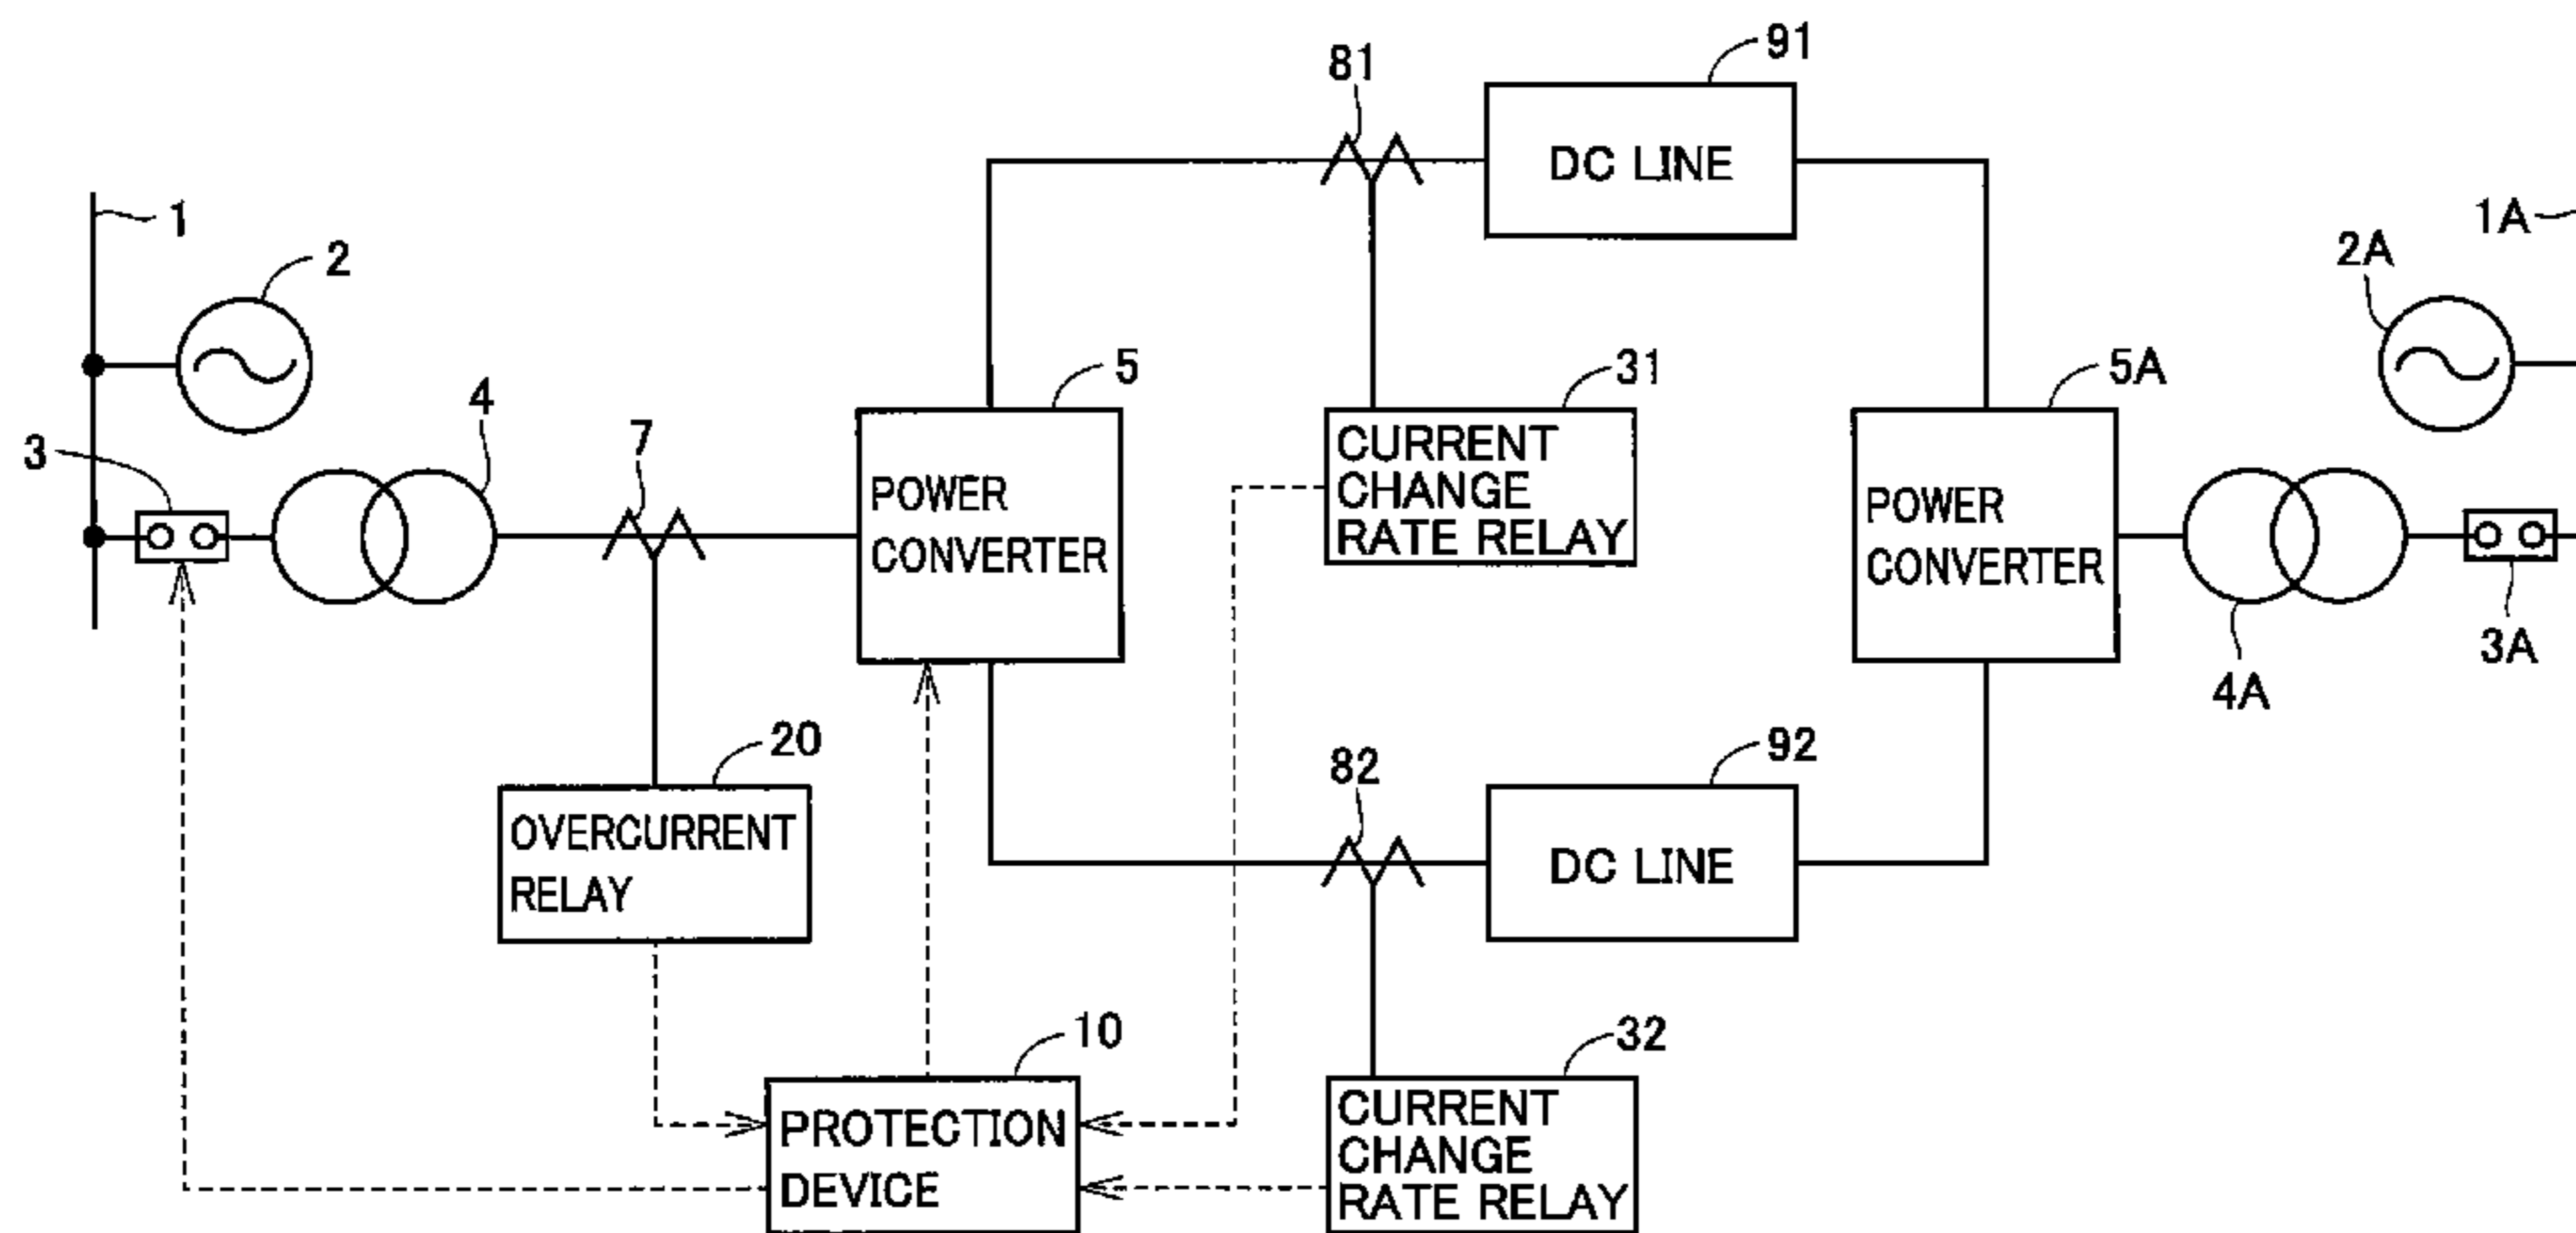 91
81
DC LINE
1
1A
2
2A
4
5
31
5A
3
7
CURRENT
CHANGE
RATE RELAY
POWER
CONVERTER
POWER
CONVERTER
3A
4A
20
92
82
OVERCURRENT
RELAY
DC LINE
10
32
PROTECTION
DEVICE
CURRENT
CHANGE
RATE RELAY